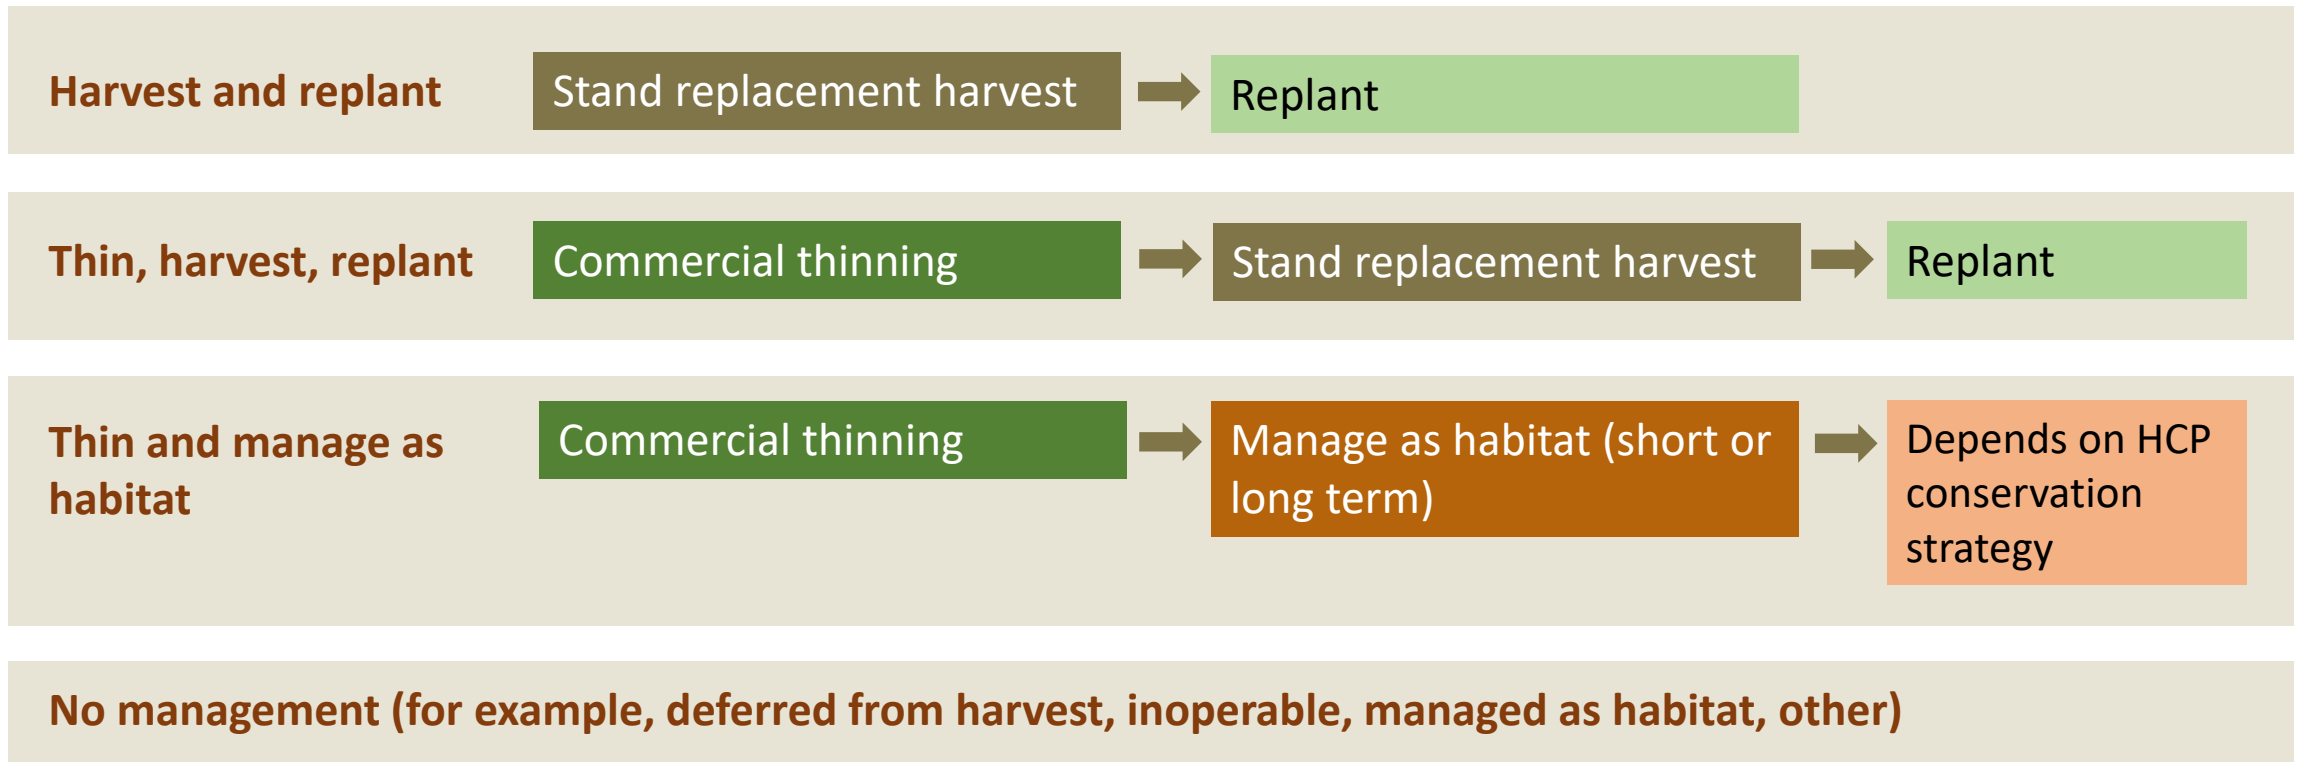 Harvest and replant
Stand replacement harvest
Replant
Thin, harvest, replant
Commercial thinning
Stand replacement harvest
Replant
Thin and manage as
habitat
Commercial thinning
Manage as habitat (short or
long term)
Depends on HCP
conservation
strategy
No management (for example, deferred from harvest, inoperable, managed as habitat, other)